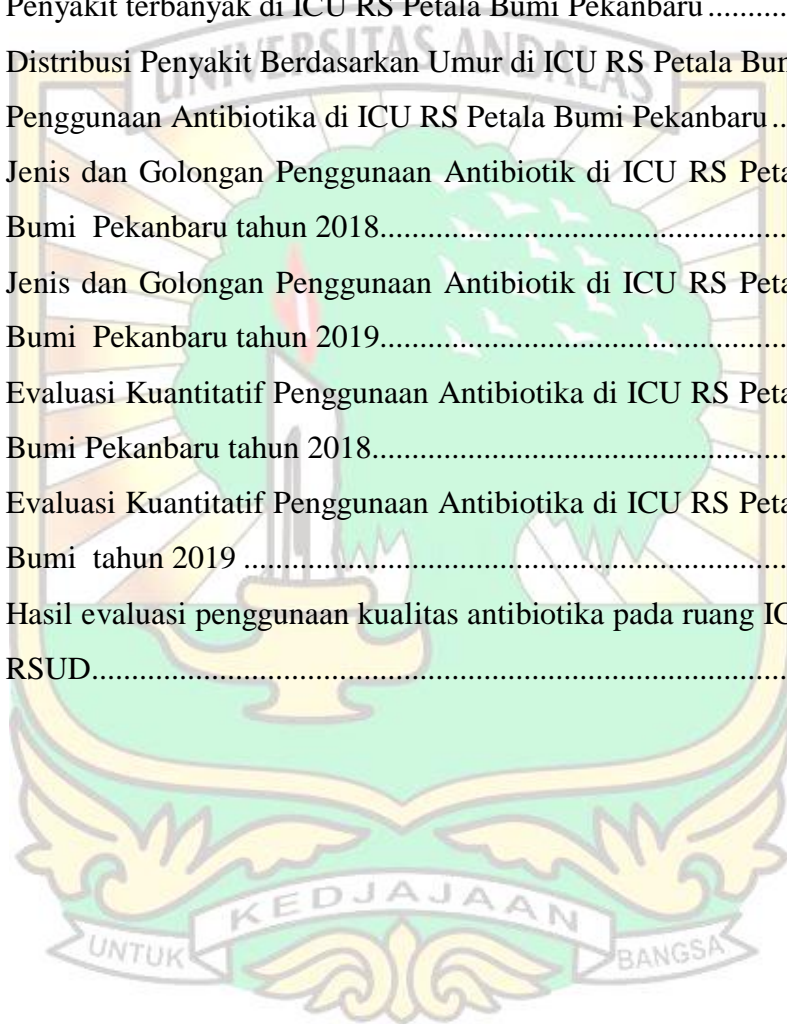 Penyakit terbanyak di ICU RS Petala Bumi Pekanbaru ..........
UNIVERSITAS ANDALAS
Distribusi Penyakit Berdasarkan Umur di ICU RS Petala
Penggunaan Antibiotika di ICU RS Petala Bumi Pekanbaru ..
Jenis dan Golongan Penggunaan Antibiotik di ICU RS
Bumi Pekanbaru tahun 2018..................................................
Jenis dan Golongan Penggunaan Antibiotik di ICU RS
Bumi Pekanbaru tahun 2019..................................................
Evaluasi Kuantitatif Penggunaan Antibiotika di ICU RS
Bumi Pekanbaru tahun 2018...................................................
Evaluasi Kuantitatif Penggunaan Antibiotika di ICU RS
Bumi tahun 2019 ..................................................................
Hasil evaluasi penggunaan kualitas antibiotika pada ruang
RSUD.....................................................................................
KEDJAJAAN
UNTUK BANGSA